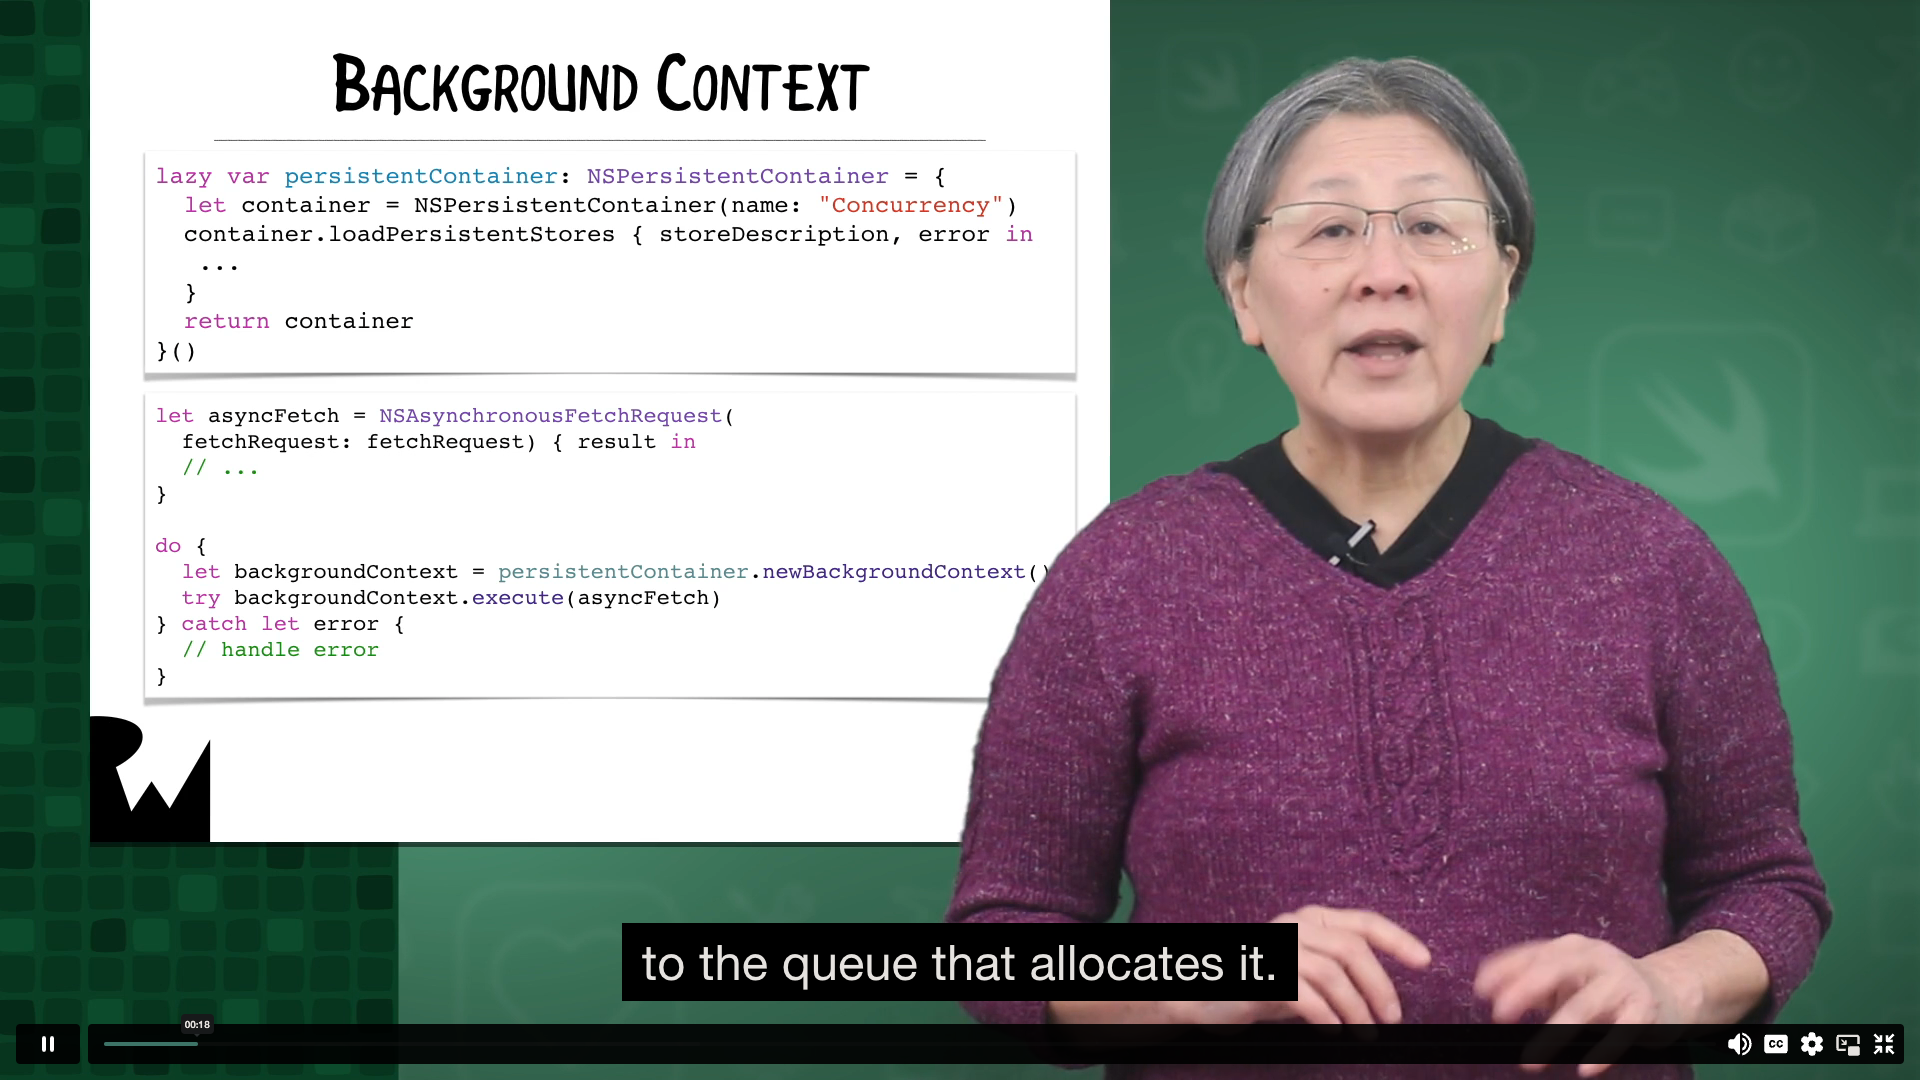 BACKGROUND CONTEXT
lazy var persistentContainer: NSPersistentContainer = {
  let container = NSPersistentContainer(name: "Concurrency")
  container.loadPersistentStores { storeDescription, error in
   ...
  }
  return container
}()
let asyncFetch = NSAsynchronousFetchRequest(
  fetchRequest: fetchRequest) { result in
  // ...
}
do {
  let backgroundContext = persistentContainer.newBackgroundContext()
  try backgroundContext.execute(asyncFetch)
} catch let error {
  // handle error
}
RW
to the queue that allocates it.
00:18
CC